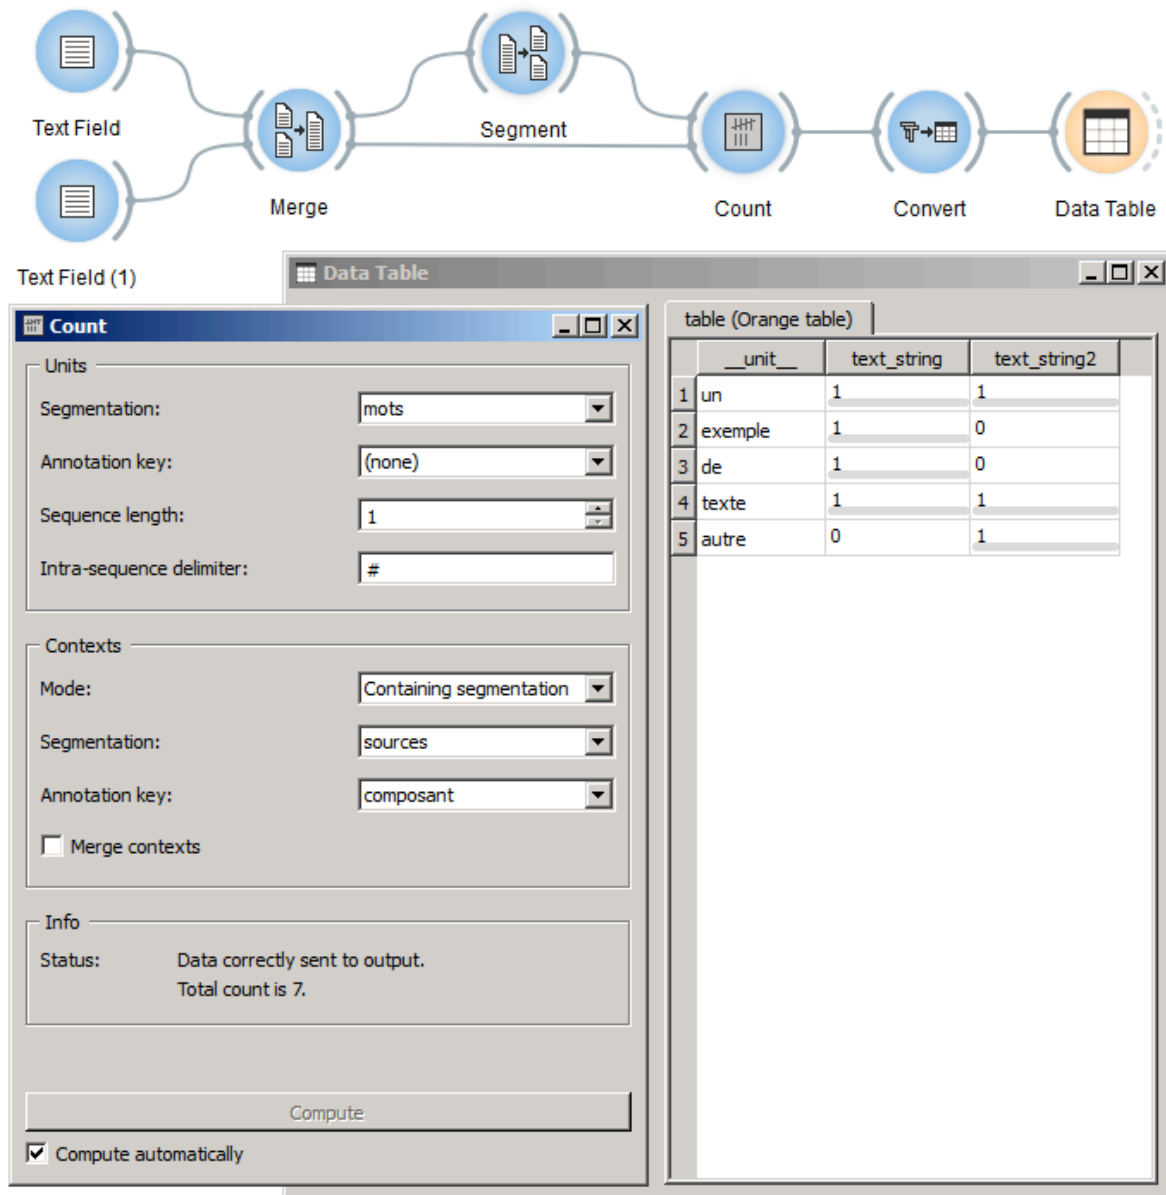 Text Field
Segment
Merge
Count
Convert
Data Table
Text Field (1)
Data Table
Count
Units
Segmentation: mots
Annotation key: (none)
Sequence length: 1
Intra-sequence delimiter: #
Contexts
Mode: Containing segmentation
Segmentation: sources
Annotation key: composant
Merge contexts
Info
Status: Data correctly sent to output.
Total count is 7.
Compute
Compute automatically
table (Orange table)
__unit__ text_string text_string2
1 un 1 1
2 exemple 1 0
3 de 1 0
4 texte 1 1
5 autre 0 1